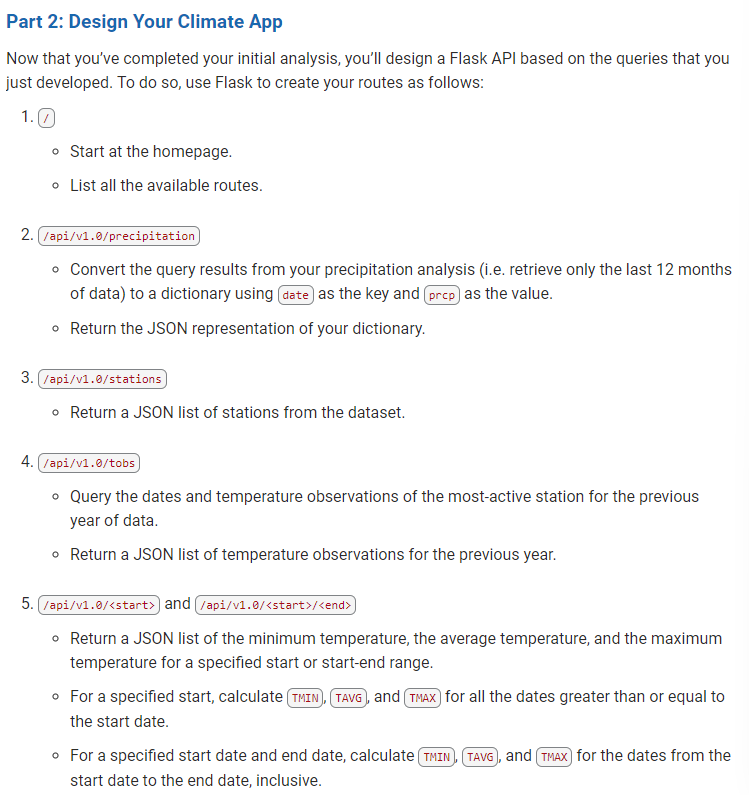 Part 2: Design Your Climate App
Now that you’ve completed your initial analysis, you’ll design a Flask API based on the queries that you
just developed. To do so, use Flask to create your routes as follows:
1. /
Start at the homepage.
List all the available routes.
2. /api/v1.0/precipitation
Convert the query results from your precipitation analysis (i.e. retrieve only the last 12 months
of data) to a dictionary using date as the key and prcp as the value.
Return the JSON representation of your dictionary.
3. /api/v1.0/stations
Return a JSON list of stations from the dataset.
4. /api/v1.0/tobs
Query the dates and temperature observations of the most-active station for the previous
year of data.
Return a JSON list of temperature observations for the previous year.
5. /api/v1.0/<start> and /api/v1.0/<start>/<end>
Return a JSON list of the minimum temperature, the average temperature, and the maximum
temperature for a specified start or start-end range.
For a specified start, calculate TMIN, TAVG, and TMAX for all the dates greater than or equal to
the start date.
For a specified start date and end date, calculate TMIN, TAVG, and TMAX for the dates from the
start date to the end date, inclusive.